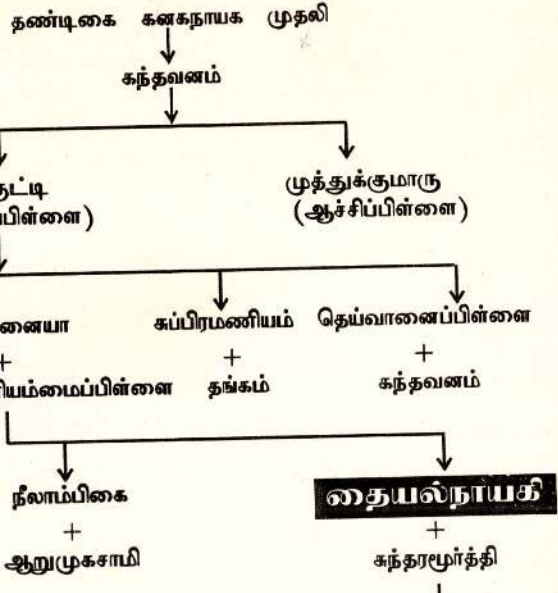 தண்டிகை கனகநாயக முதலி
கந்தவனம்
முத்துக்குமாரு
பிள்ளை) (ஆச்சிப்பிள்ளை)
சுப்பிரமணியம் தெய்வானைப்பிள்ளை
+ + +
தங்கம் கந்தவனம்
நீலாம்பிகை தையல்நாயகி
+ +
ஆறுமுகசாமி சுந்தரமூர்த்தி